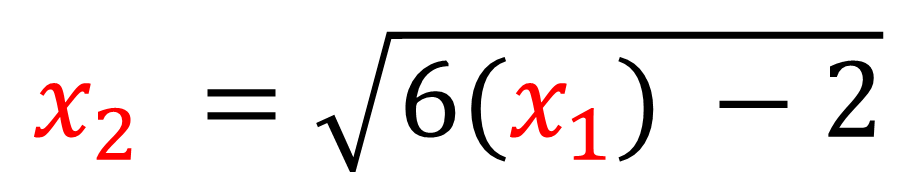 x₂ = √6(x₁) − 2